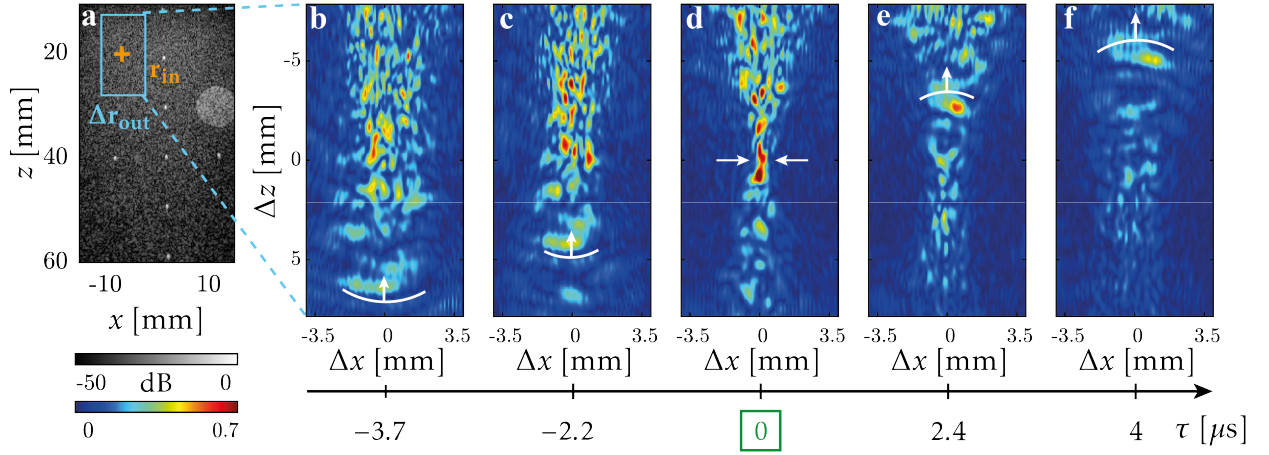 a
b
c
d
e
f
20
40
60
z [mm]
r_in
Δr_out
-10
10
x [mm]
-50
dB
0
0
0.7
Δz [mm]
-5
0
5
-3.5
0
3.5
Δx [mm]
-3.5
0
3.5
Δx [mm]
-3.5
0
3.5
Δx [mm]
-3.5
0
3.5
Δx [mm]
-3.5
0
3.5
Δx [mm]
−3.7
−2.2
0
2.4
4
τ [μs]